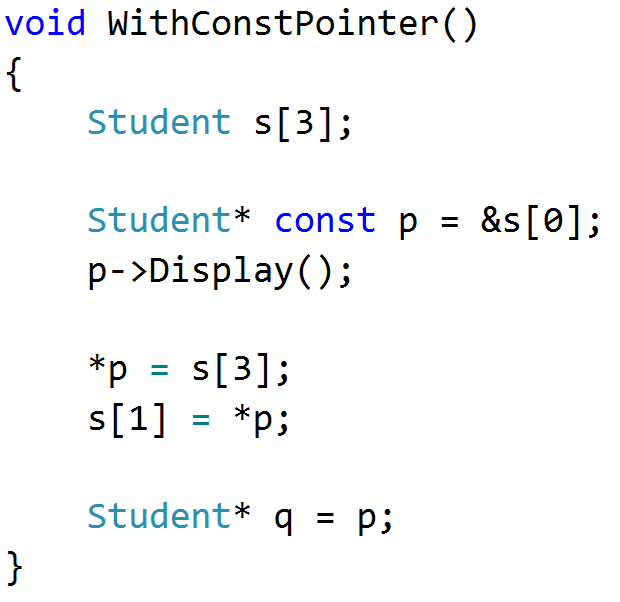 void WithConstPointer()
{
    Student s[3];

    Student* const p = &s[0];
    p->Display();

    *p = s[3];
    s[1] = *p;

    Student* q = p;
}